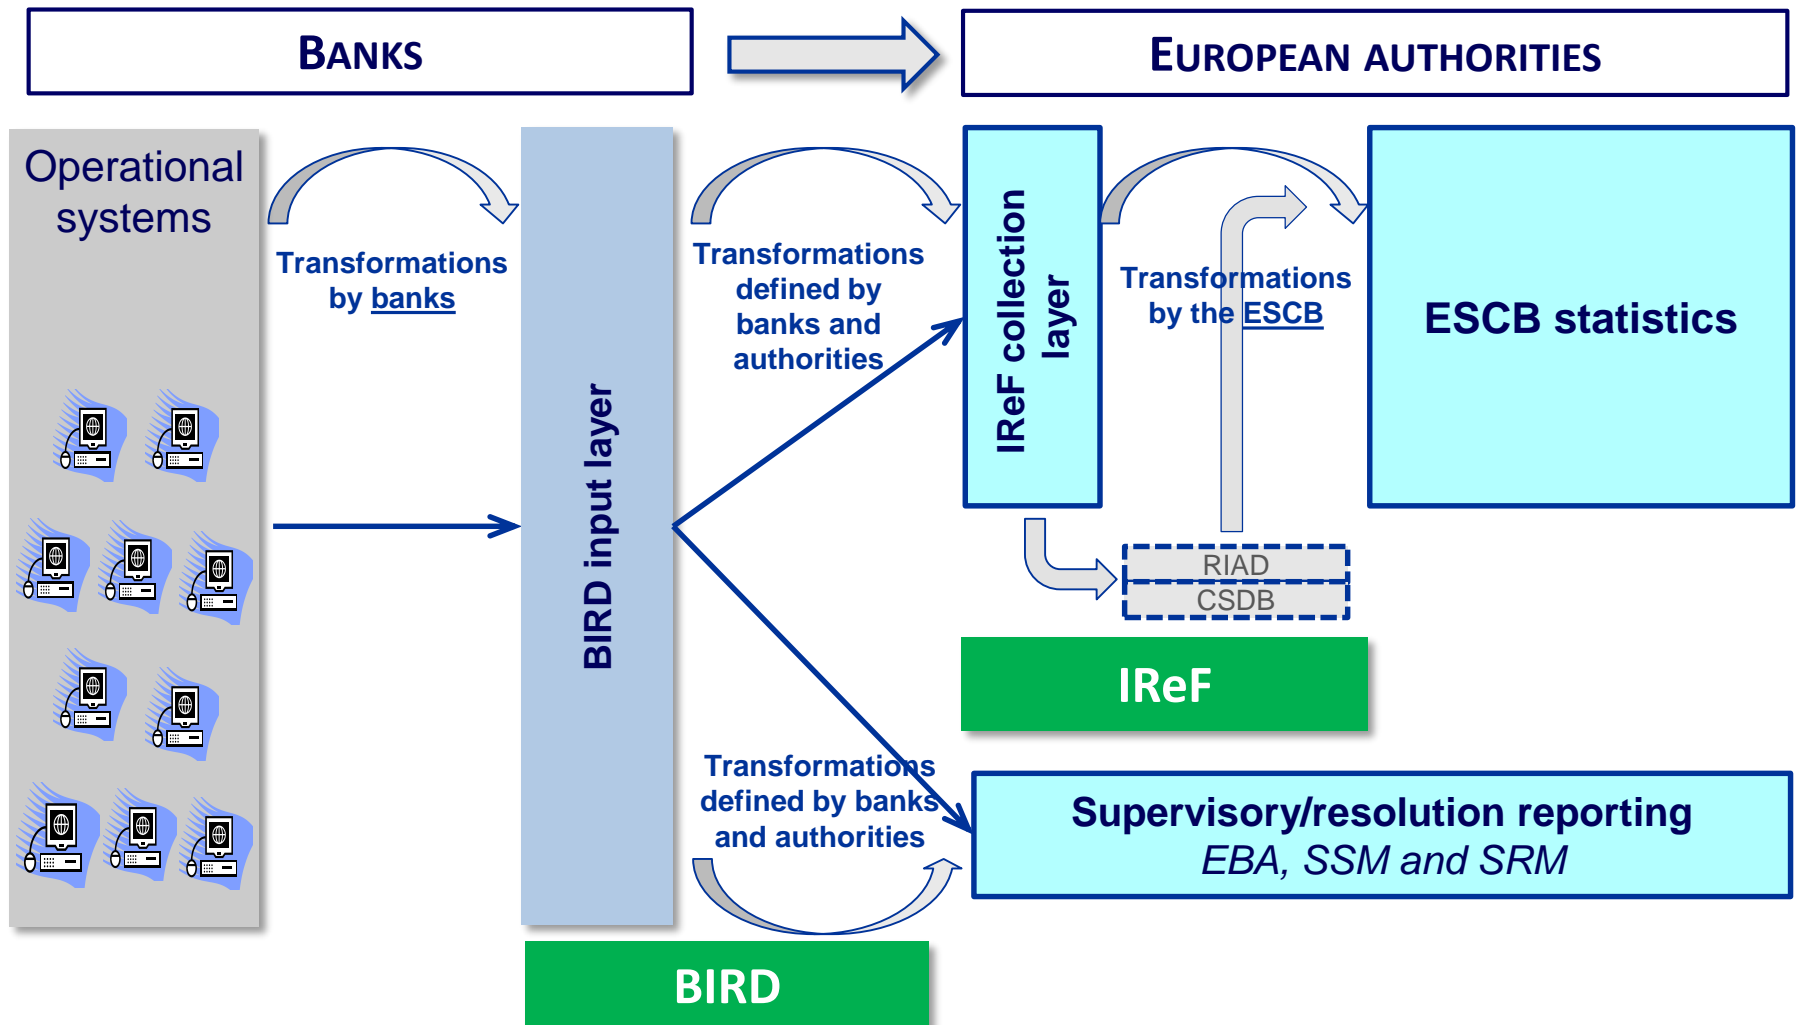 BANKS
EUROPEAN AUTHORITIES
Operational
systems
Transformations
by banks
BIRD input layer
Transformations
defined by
banks and
authorities
IReF collection
layer
Transformations
by the ESCB
ESCB statistics
RIAD
CSDB
IReF
Transformations
defined by banks
and authorities
Supervisory/resolution reporting
EBA, SSM and SRM
BIRD